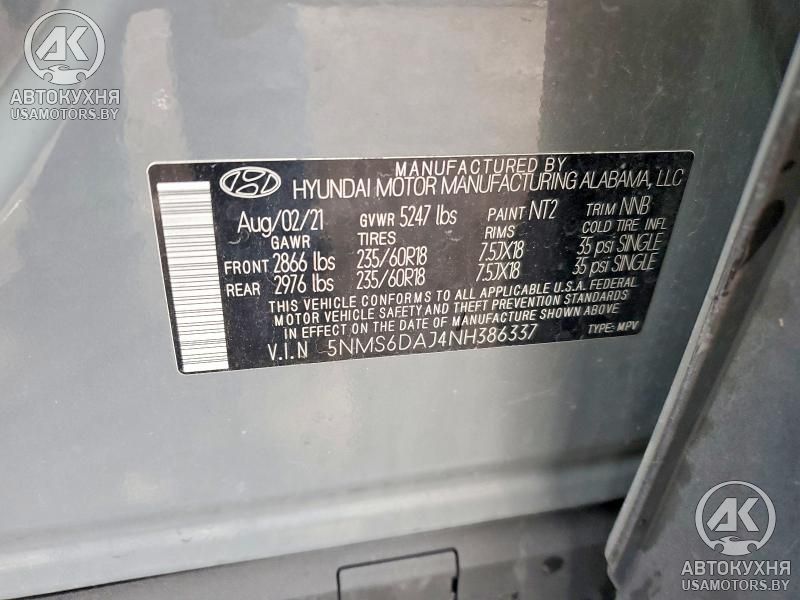 AK
АВТОКУХНЯ
USAMOTORS.BY
MANUFACTURED BY
HYUNDAI MOTOR MANUFACTURING ALABAMA, LLC
Aug/02/21 GVWR 5247 lbs PAINT NT2 TRIM NNB
GAWR TIRES RIMS COLD TIRE INFL
FRONT 2866 lbs 235/60R18 7.5JX18 35 psi SINGLE
REAR 2976 lbs 235/60R18 7.5JX18 35 psi SINGLE
THIS VEHICLE CONFORMS TO ALL APPLICABLE U.S.A. FEDERAL
MOTOR VEHICLE SAFETY AND THEFT PREVENTION STANDARDS
IN EFFECT ON THE DATE OF MANUFACTURE SHOWN ABOVE
V.I.N 5NMS6DAJ4NH386337 TYPE: MPV
AK
АВТОКУХНЯ
USAMOTORS.BY